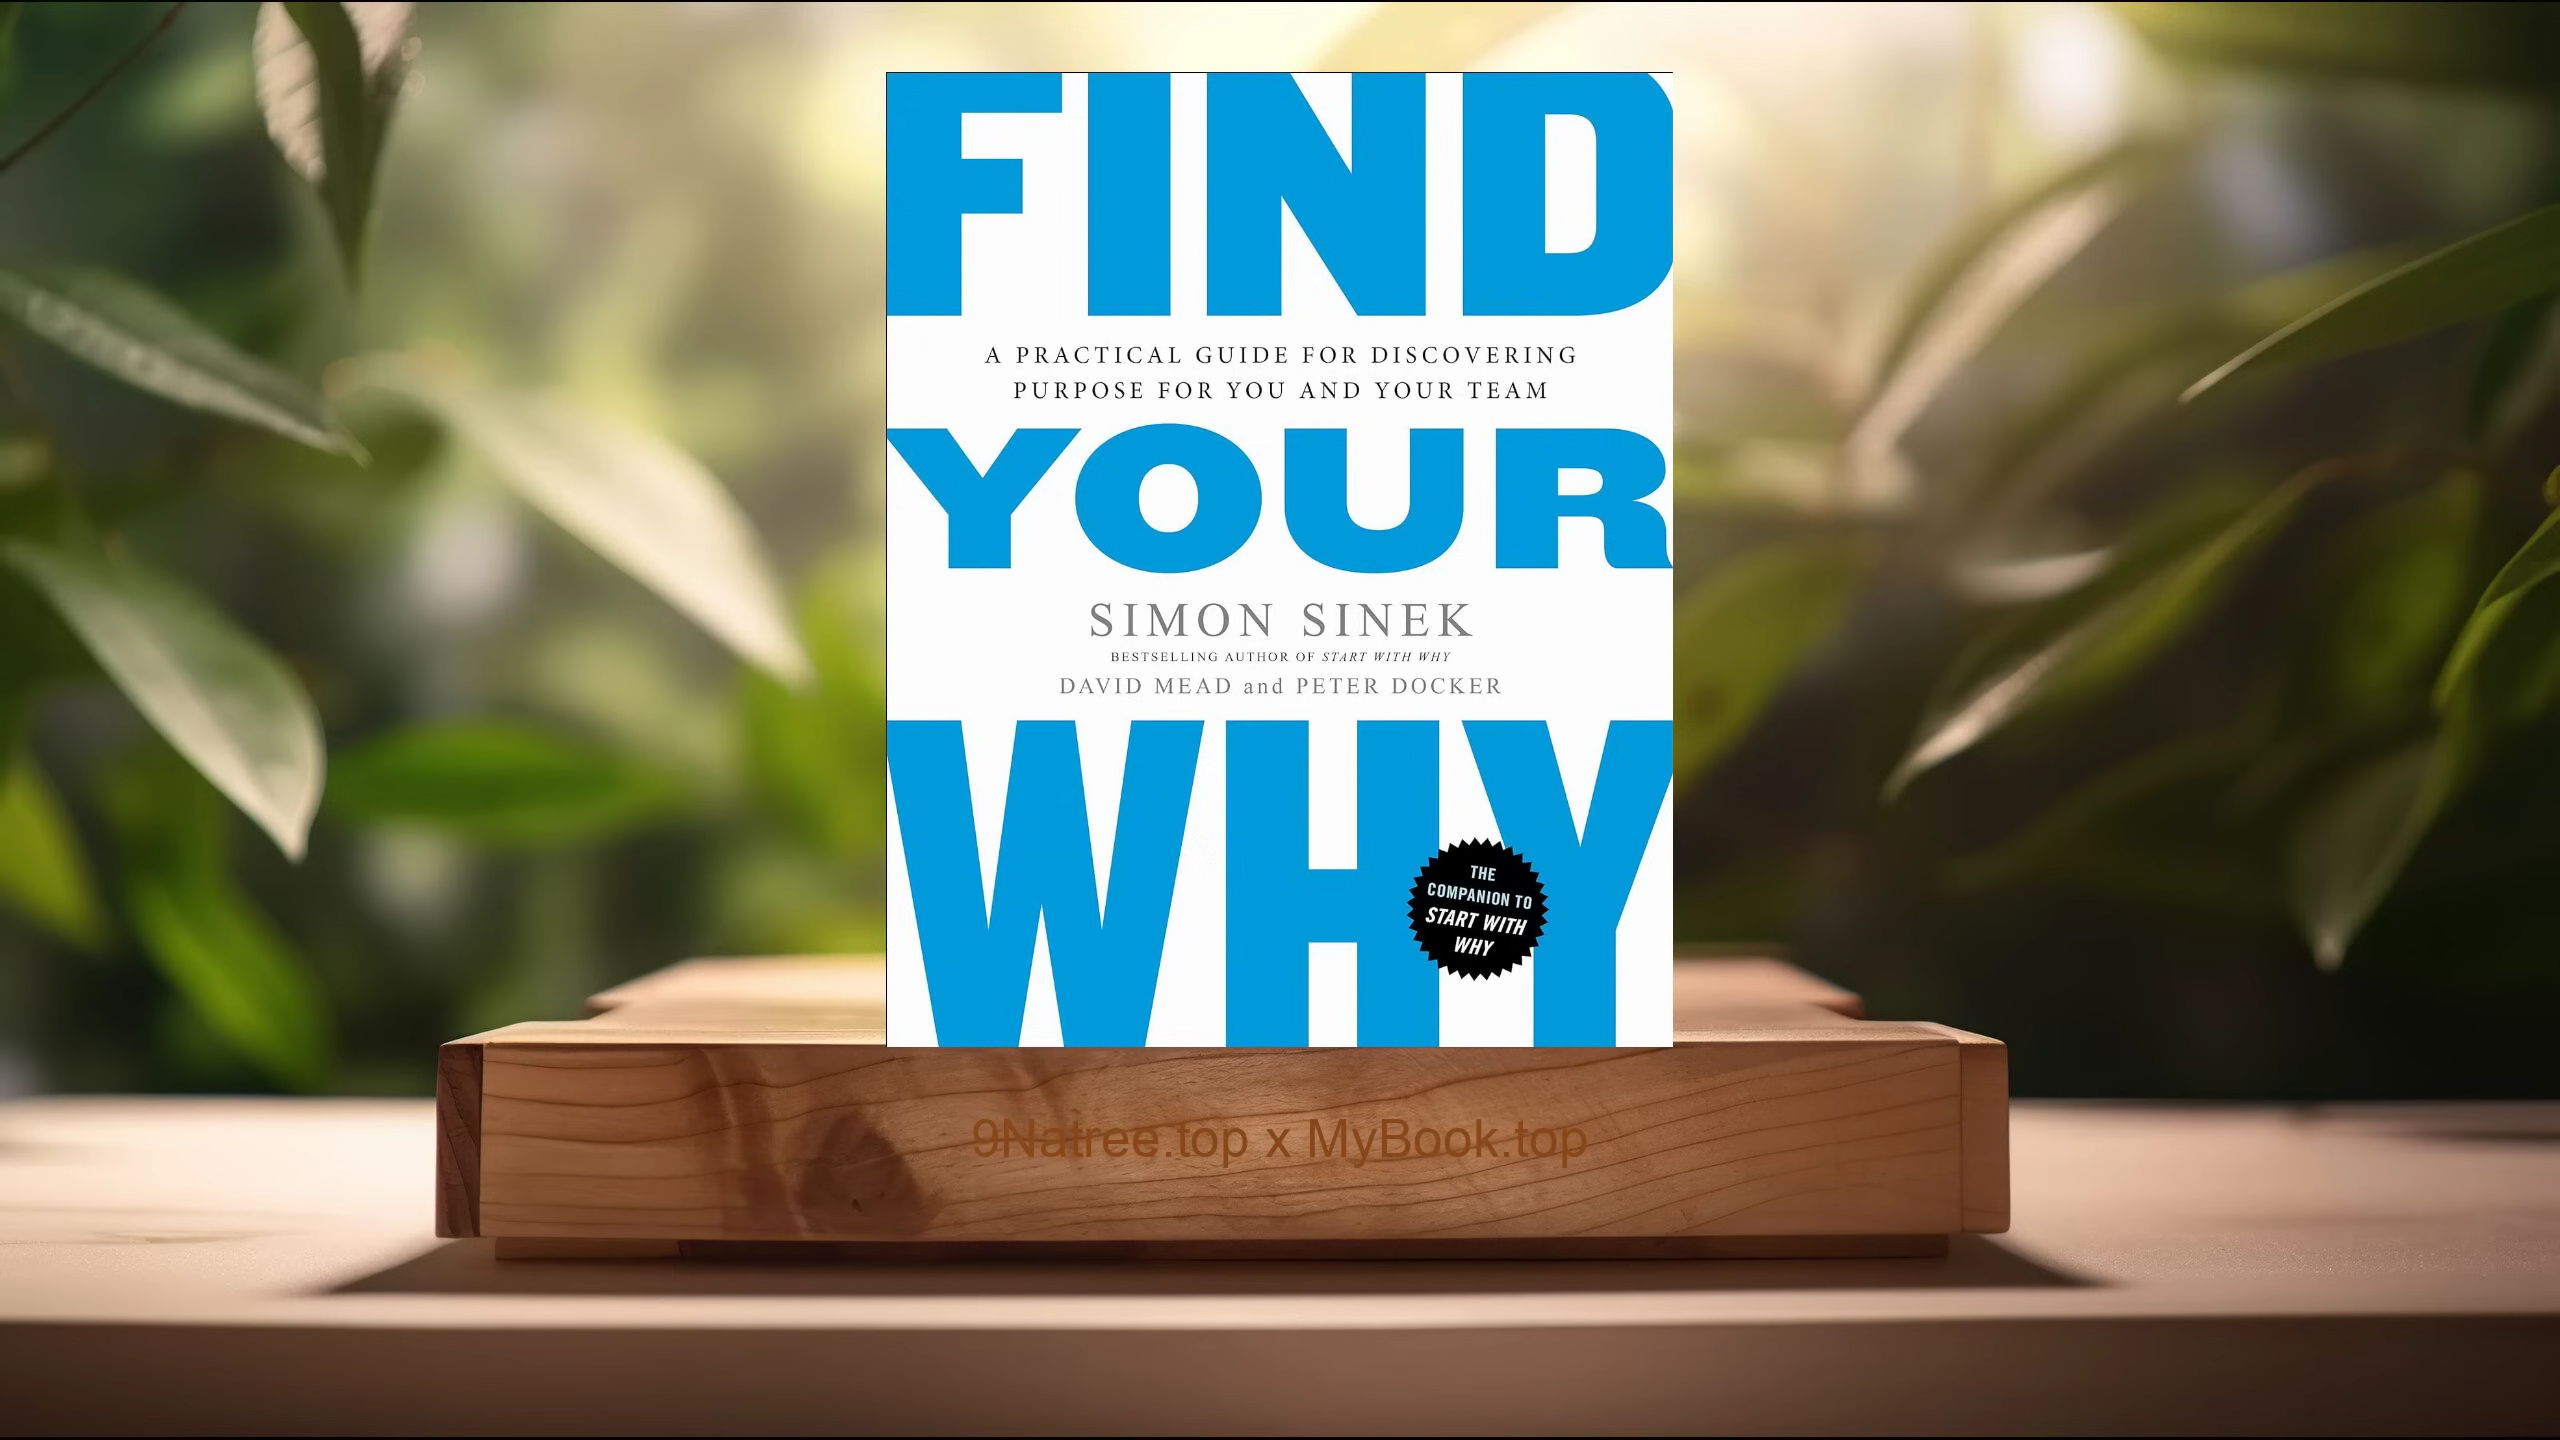 FIND
A PRACTICAL GUIDE FOR DISCOVERING
PURPOSE FOR YOU AND YOUR TEAM
YOUR
SIMON SINEK
BESTSELLING AUTHOR OF START WITH WHY
DAVID MEAD and PETER DOCKER
WHY
THE
COMPANION TO
START WITH
WHY
9Natree.top x MyBook.top